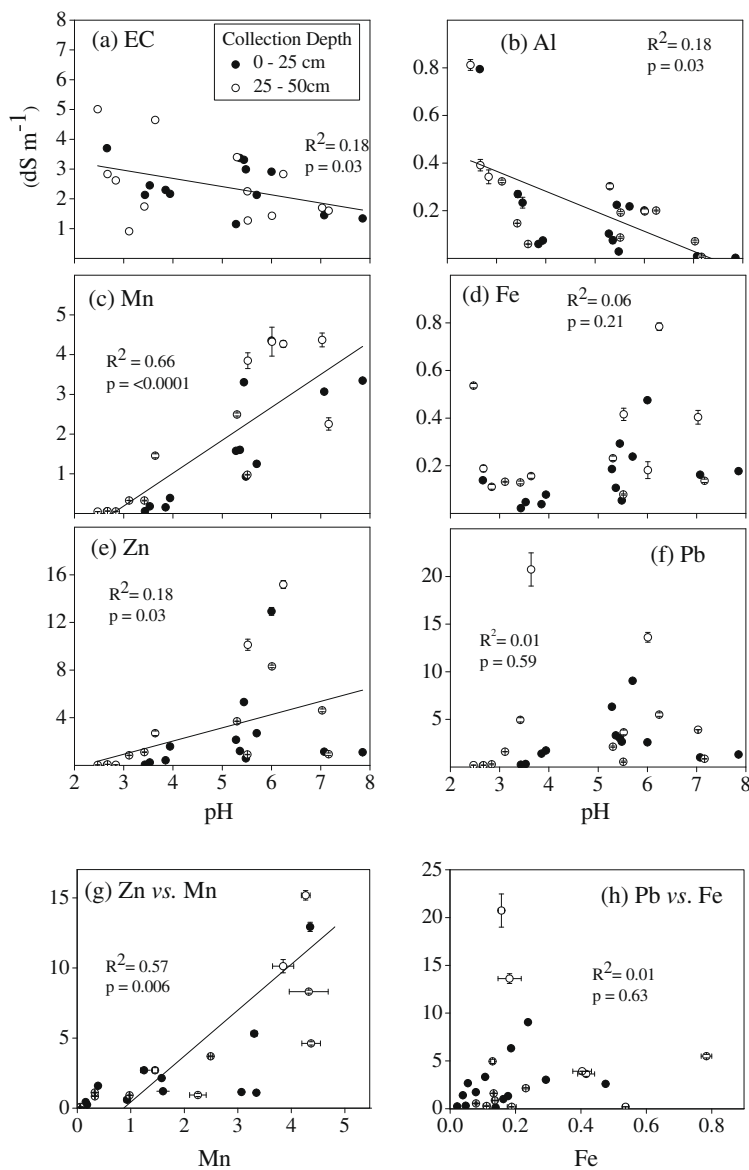 (a) EC
Collection Depth
0 - 25 cm
25 - 50cm
R2 = 0.18
p = 0.03
(dS m-1)
8
7
6
5
4
3
2
1
0
(b) Al
R2 = 0.18
p = 0.03
0.8
0.4
0.2
(c) Mn
R2 = 0.66
p = <0.0001
5
4
3
2
1
(d) Fe
R2 = 0.06
p = 0.21
0.8
0.6
0.4
0.2
(e) Zn
R2 = 0.18
p = 0.03
16
12
8
4
2 3 4 5 6 7 8
pH
(f) Pb
R2 = 0.01
p = 0.59
20
15
10
5
2 3 4 5 6 7 8
pH
(g) Zn vs. Mn
R2 = 0.57
p = 0.006
15
10
5
0
0 1 2 3 4 5
Mn
(h) Pb vs. Fe
R2 = 0.01
p = 0.63
25
20
15
10
5
0
0.0 0.2 0.4 0.6 0.8
Fe